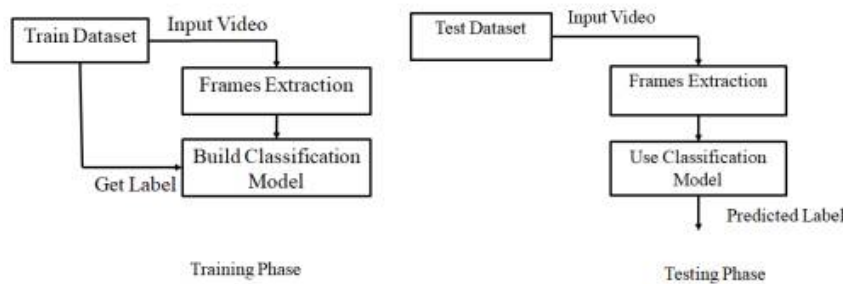 Train Dataset
Input Video
Frames Extraction
Build Classification
Model
Get Label
Training Phase
Test Dataset
Input Video
Frames Extraction
Use Classification
Model
Predicted Label
Testing Phase